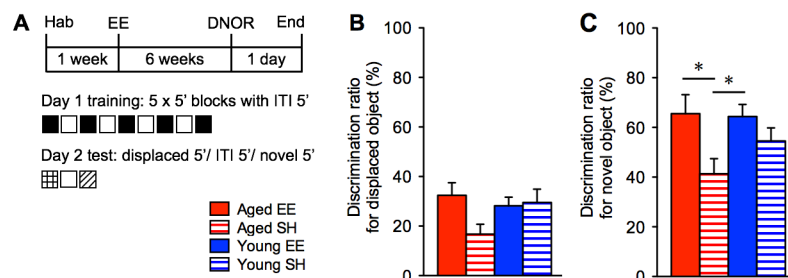 A
Hab EE DNOR End
1 week 6 weeks 1 day
Day 1 training: 5 x 5' blocks with ITI 5'
Day 2 test: displaced 5'/ ITI 5'/ novel 5'
Aged EE
Aged SH
Young EE
Young SH
B
Discrimination ratio
for displaced object (%)
100
80
60
40
20
0
C
Discrimination ratio
for novel object (%)
100
80
60
40
20
0
* *